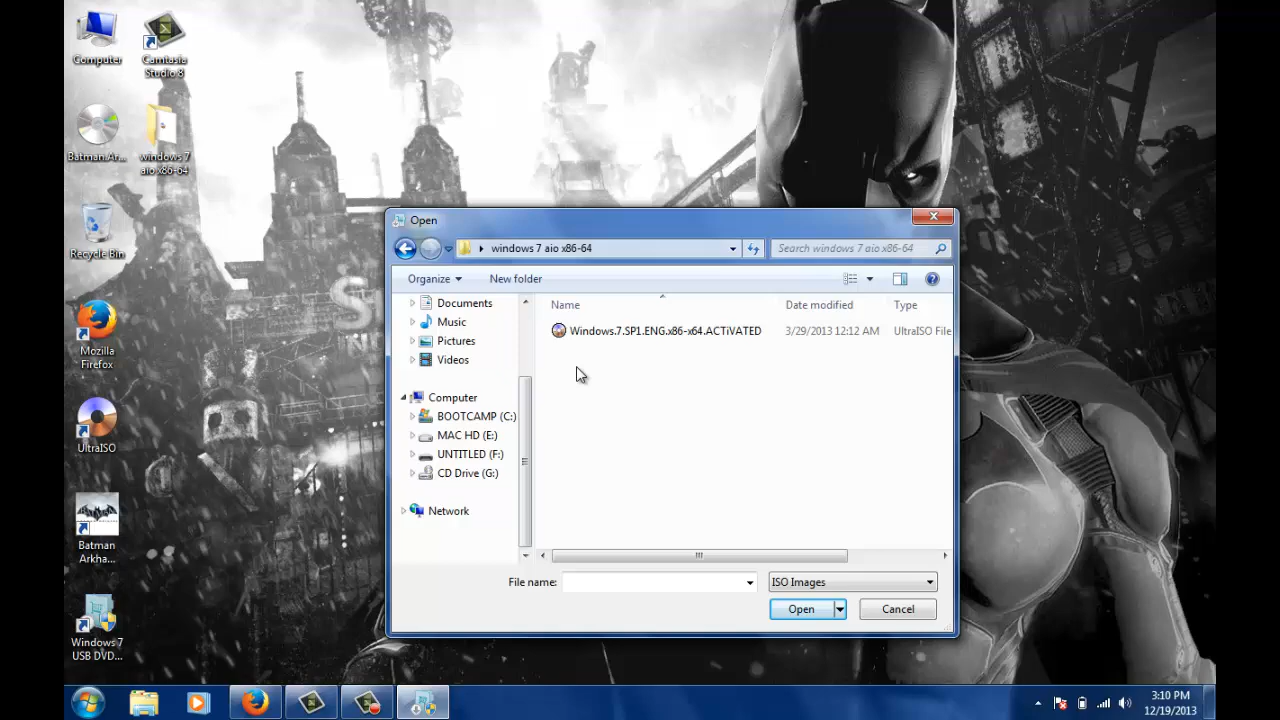 Computer
Camtasia
Studio 8
Batman.Ar...
windows 7
aio x86-64
Recycle Bin
Mozilla
Firefox
UltraISO
Batman
Arkha...
Windows 7
USB DVD...
Open
windows 7 aio x86-64
Search windows 7 aio x86-64
Organize
New folder
Documents
Music
Pictures
Videos
Computer
BOOTCAMP (C:)
MAC HD (E:)
UNTITLED (F:)
CD Drive (G:)
Network
Name
Date modified
Type
Windows.7.SP1.ENG.x86-x64.ACTiVATED
3/29/2013 12:12 AM
UltraISO File
File name:
ISO Images
Open
Cancel
3:10 PM
12/19/2013